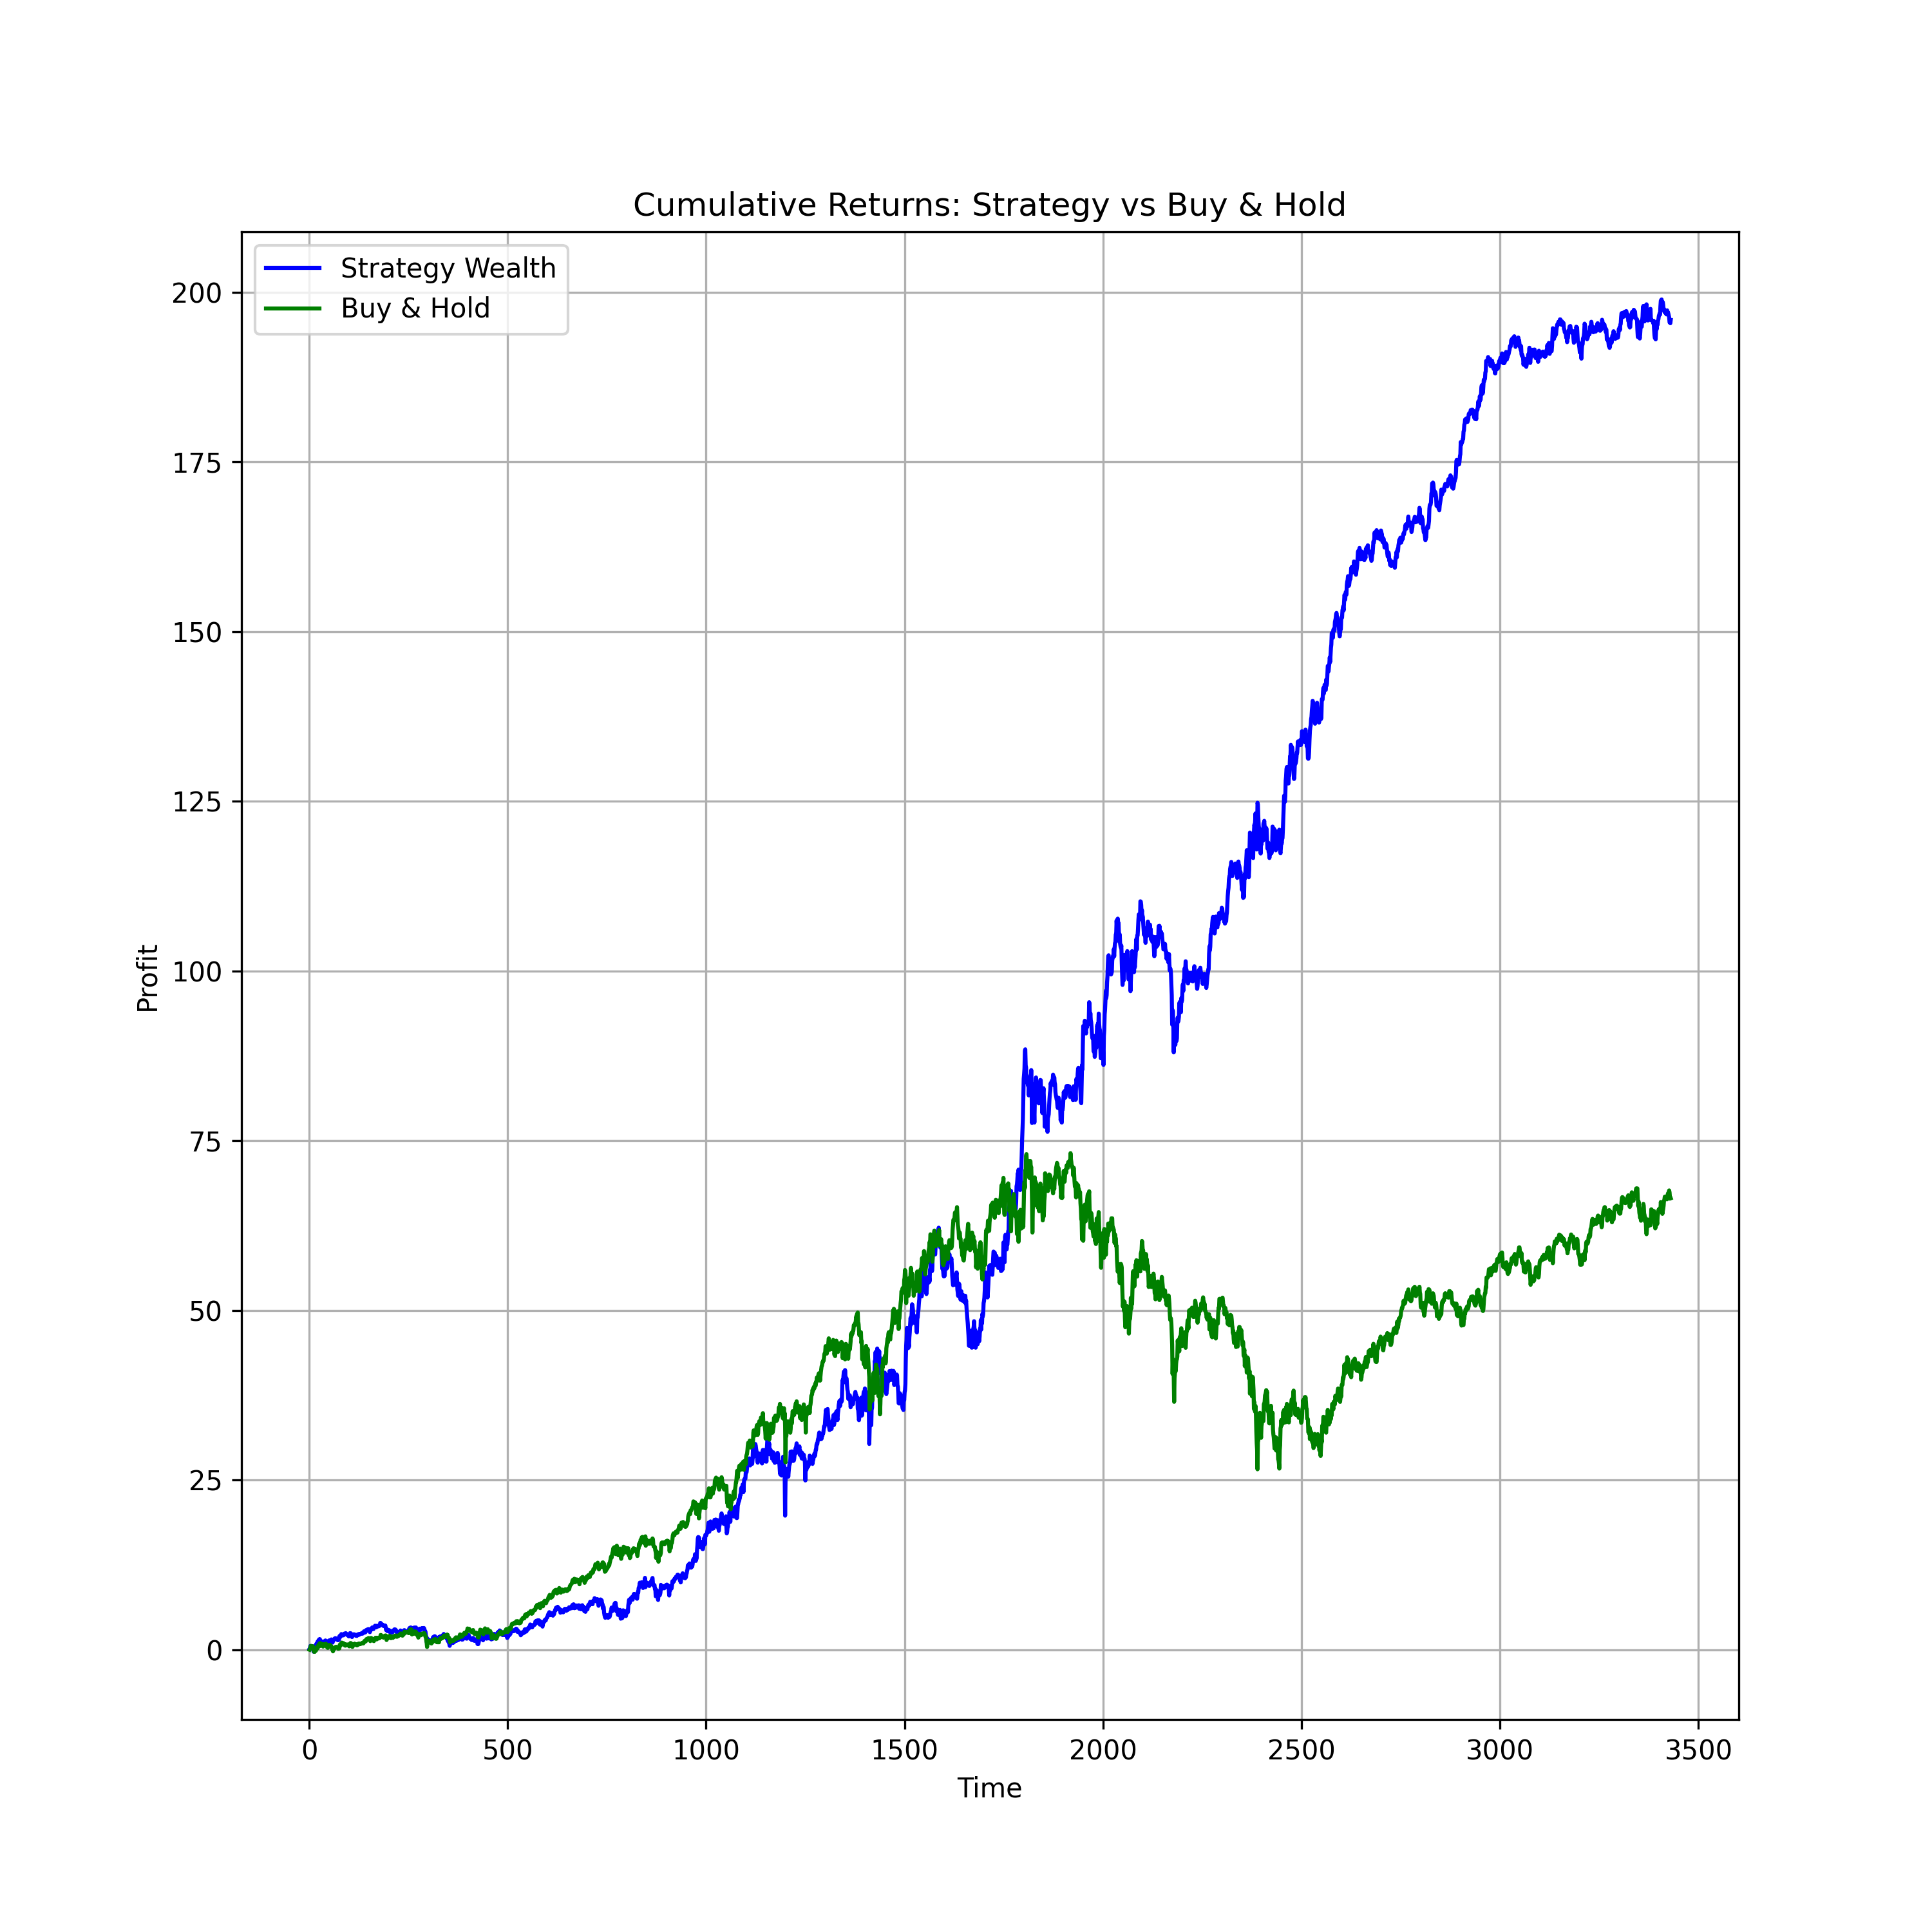 Cumulative Returns: Strategy vs Buy & Hold
Strategy Wealth
Buy & Hold
200
175
150
125
100
75
50
25
0
Profit
0 500 1000 1500 2000 2500 3000 3500
Time